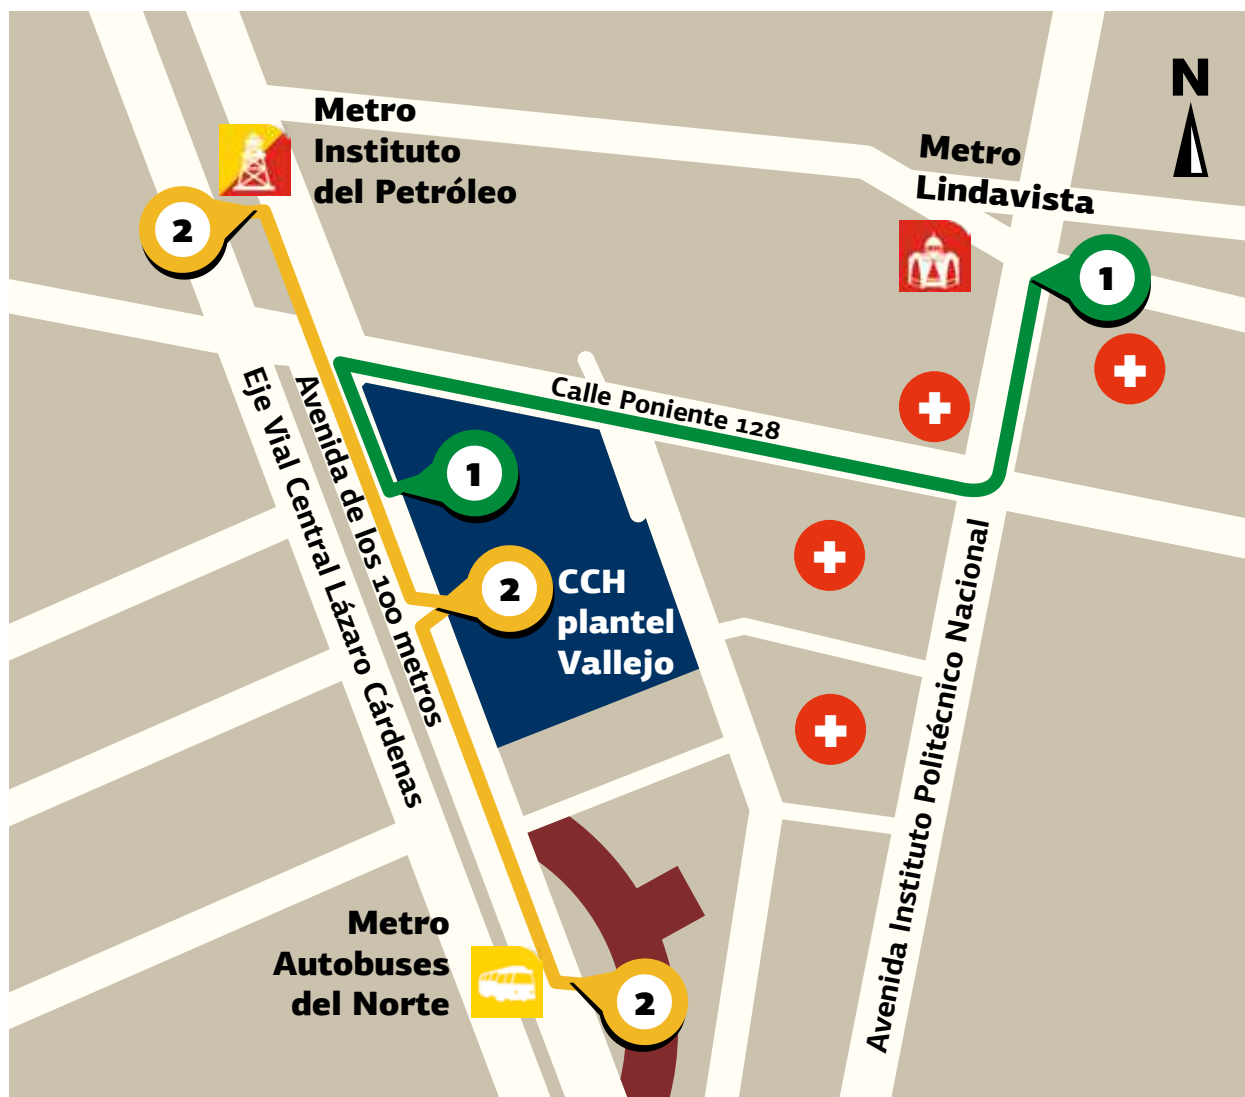 N
Metro
Instituto
del Petróleo
Metro
Lindavista
2
1
Calle Poniente 128
Eje Vial Central Lázaro Cárdenas
Avenida de los 100 metros
1
2
CCH
plantel
Vallejo
Avenida Instituto Politécnico Nacional
Metro
Autobuses
del Norte
2